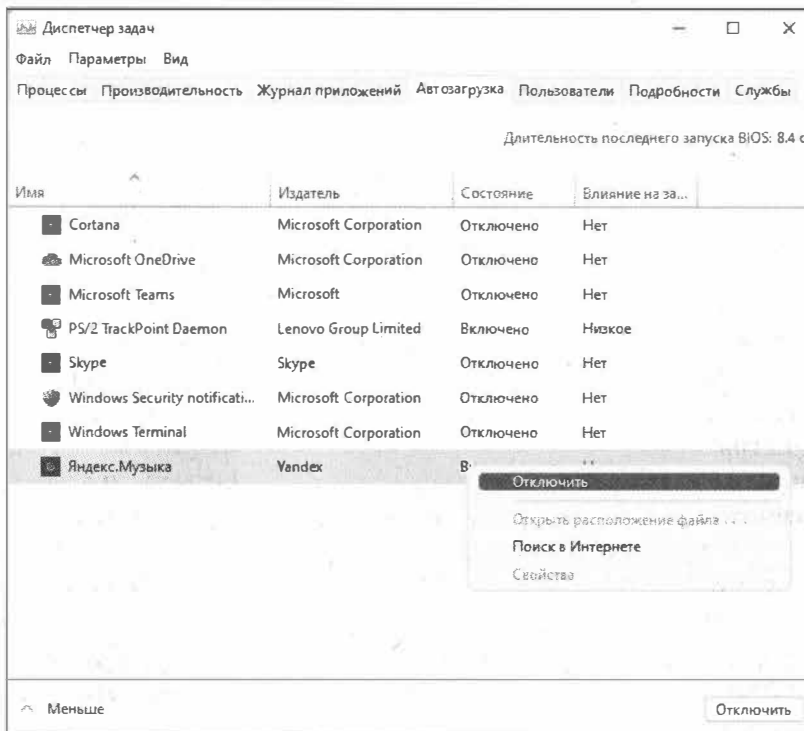 Диспетчер задач
Файл Параметры Вид
Процессы Производительность Журнал приложений Автозагрузка Пользователи Подробности Службы
Длительность последнего запуска BIOS: 8.4 с
Имя Издатель Состояние Влияние на за...
Cortana Microsoft Corporation Отключено Нет
Microsoft OneDrive Microsoft Corporation Отключено Нет
Microsoft Teams Microsoft Отключено Нет
PS/2 TrackPoint Daemon Lenovo Group Limited Включено Низкое
Skype Skype Отключено Нет
Windows Security notificati... Microsoft Corporation Отключено Нет
Windows Terminal Microsoft Corporation Отключено Нет
Яндекс.Музыка Yandex
Отключить
Открыть расположение файла
Поиск в Интернете
Свойства
Меньше Отключить